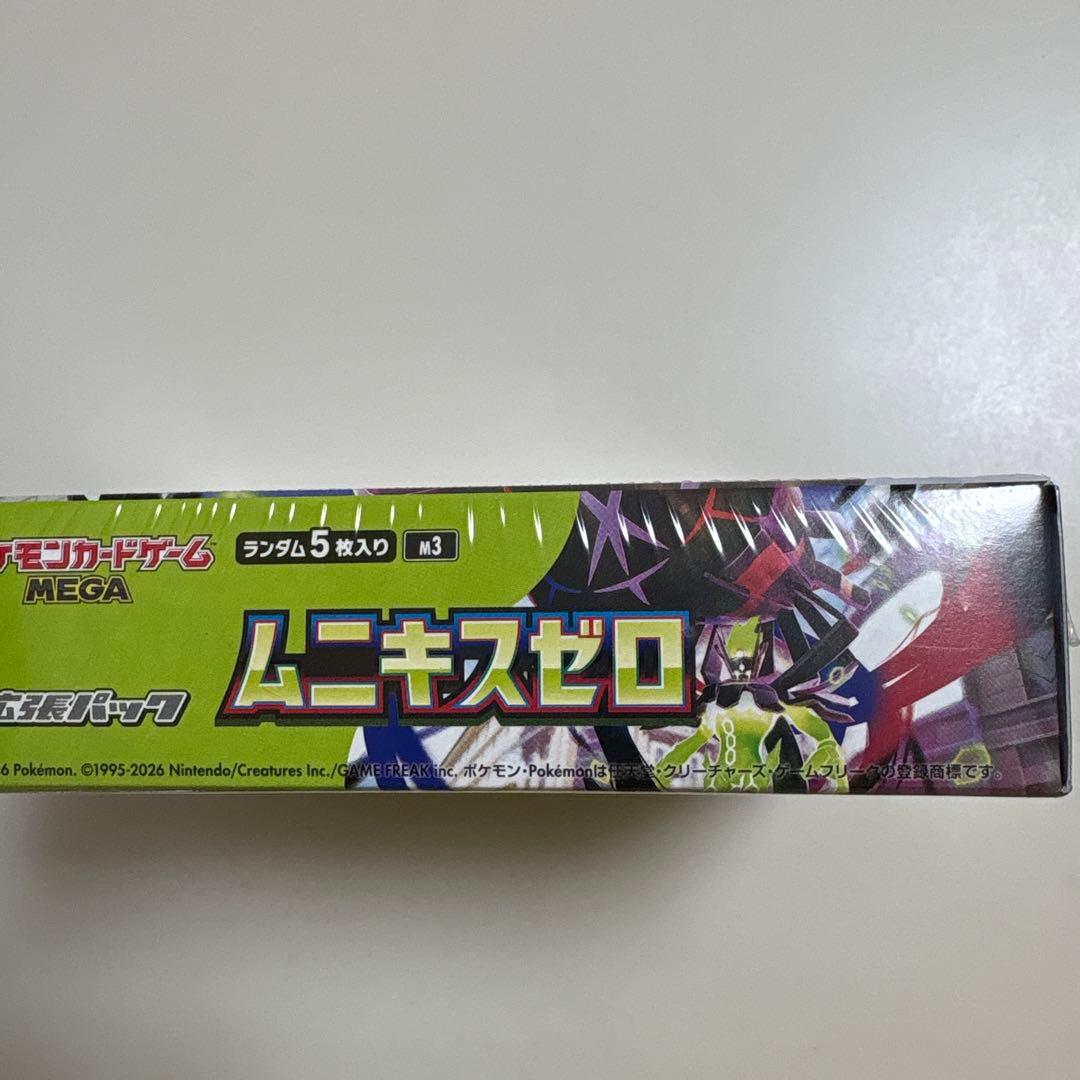 ケモンカードゲーム™
MEGA
ランダム5枚入り M3
拡張パック
ムニキスゼロ
6 Pokémon. ©1995-2026 Nintendo/Creatures Inc./GAME FREAK inc. ポケモン・Pokémonは任天堂・クリーチャーズ・ゲームフリークの登録商標です。